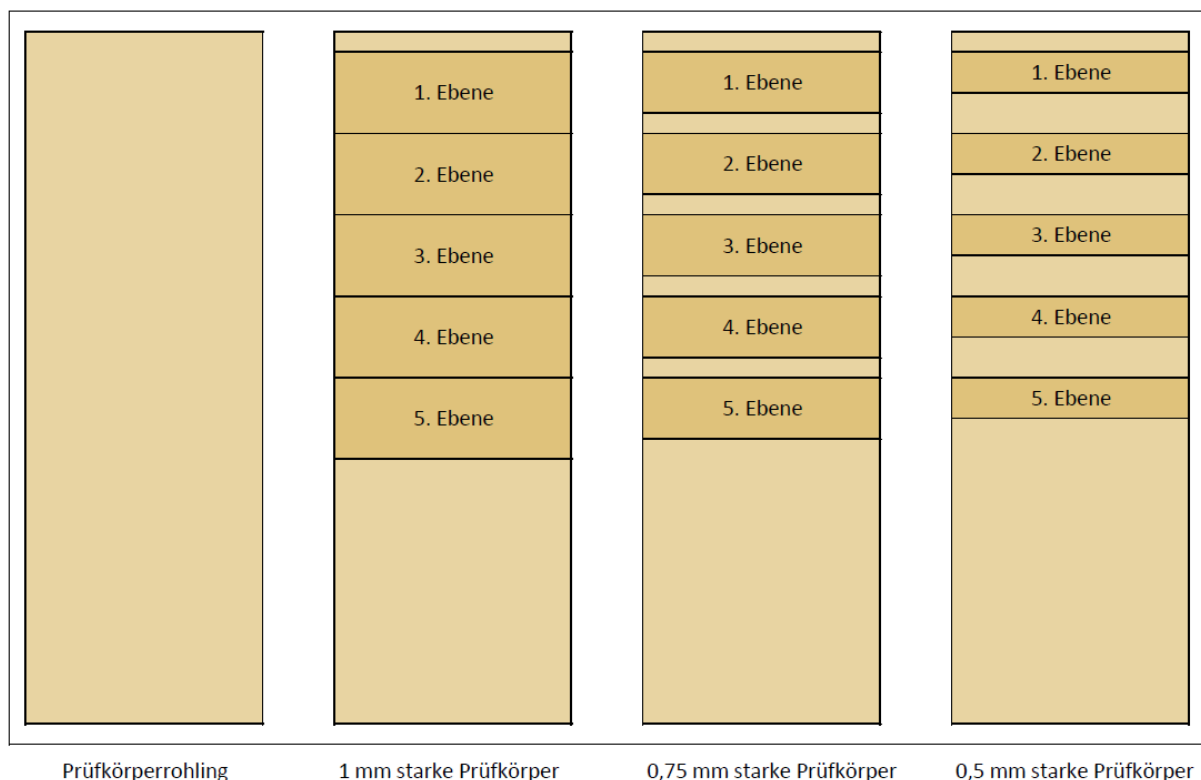 1. Ebene
2. Ebene
3. Ebene
4. Ebene
5. Ebene
1. Ebene
2. Ebene
3. Ebene
4. Ebene
5. Ebene
1. Ebene
2. Ebene
3. Ebene
4. Ebene
5. Ebene
Prüfkörperrohling
1 mm starke Prüfkörper
0,75 mm starke Prüfkörper
0,5 mm starke Prüfkörper